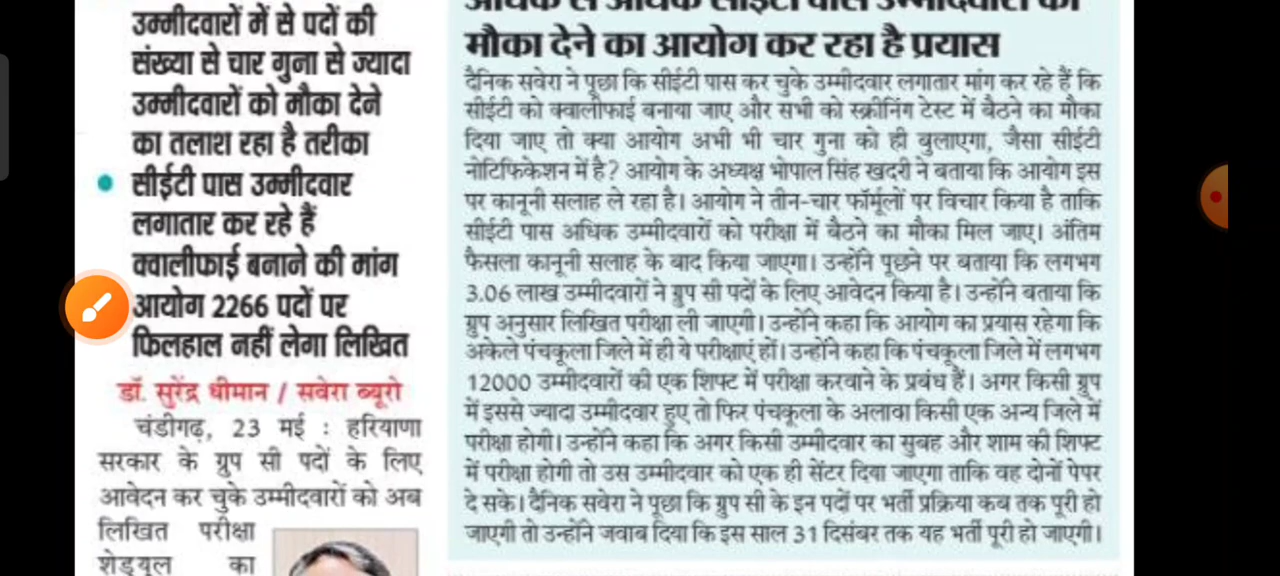 उम्मीदवारों में से पदों की
संख्या से चार गुना से ज्यादा
उम्मीदवारों को मौका देने
का तलाश रहा है तरीका
सीईटी पास उम्मीदवार
लगातार कर रहे हैं
क्वालीफाई बनाने की मांग
आयोग 2266 पदों पर
फिलहाल नहीं लेगा लिखित
डॉ. सुरेंद्र धीमान / सवेरा ब्यूरो
चंडीगढ़, 23 मई : हरियाणा
सरकार के ग्रुप सी पदों के लिए
आवेदन कर चुके उम्मीदवारों को अब
लिखित परीक्षा
शेड्यूल का
अधिक से अधिक सीईटी पास उम्मीदवारों को
मौका देने का आयोग कर रहा है प्रयास
दैनिक सवेरा ने पूछा कि सीईटी पास कर चुके उम्मीदवार लगातार मांग कर रहे हैं कि
सीईटी को क्वालीफाई बनाया जाए और सभी को स्क्रीनिंग टेस्ट में बैठने का मौका
दिया जाए तो क्या आयोग अभी भी चार गुना को ही बुलाएगा, जैसा सीईटी
नोटिफिकेशन में है? आयोग के अध्यक्ष भोपाल सिंह खदरी ने बताया कि आयोग इस
पर कानूनी सलाह ले रहा है। आयोग ने तीन-चार फॉर्मूलों पर विचार किया है ताकि
सीईटी पास अधिक उम्मीदवारों को परीक्षा में बैठने का मौका मिल जाए। अंतिम
फैसला कानूनी सलाह के बाद किया जाएगा। उन्होंने पूछने पर बताया कि लगभग
3.06 लाख उम्मीदवारों ने ग्रुप सी पदों के लिए आवेदन किया है। उन्होंने बताया कि
ग्रुप अनुसार लिखित परीक्षा ली जाएगी। उन्होंने कहा कि आयोग का प्रयास रहेगा कि
अकेले पंचकूला जिले में ही ये परीक्षाएं हों। उन्होंने कहा कि पंचकूला जिले में लगभग
12000 उम्मीदवारों की एक शिफ्ट में परीक्षा करवाने के प्रबंध हैं। अगर किसी ग्रुप
में इससे ज्यादा उम्मीदवार हुए तो फिर पंचकूला के अलावा किसी एक अन्य जिले में
परीक्षा होगी। उन्होंने कहा कि अगर किसी उम्मीदवार का सुबह और शाम की शिफ्ट
में परीक्षा होगी तो उस उम्मीदवार को एक ही सेंटर दिया जाएगा ताकि वह दोनों पेपर
दे सके। दैनिक सवेरा ने पूछा कि ग्रुप सी के इन पदों पर भर्ती प्रक्रिया कब तक पूरी हो
जाएगी तो उन्होंने जवाब दिया कि इस साल 31 दिसंबर तक यह भर्ती पूरी हो जाएगी।